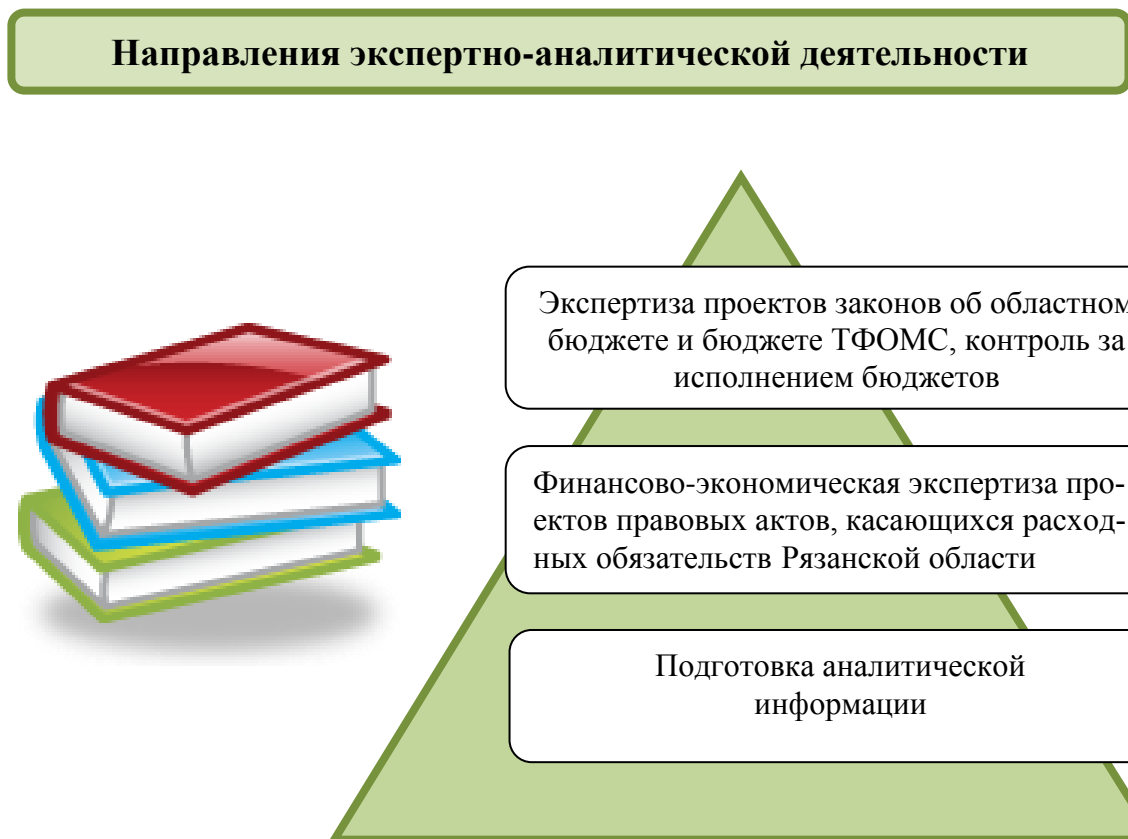 Направления экспертно-аналитической деятельности
Экспертиза проектов законов об областном
бюджете и бюджете ТФОМС, контроль за
исполнением бюджетов
Финансово-экономическая экспертиза про-
ектов правовых актов, касающихся расход-
ных обязательств Рязанской области
Подготовка аналитической
информации